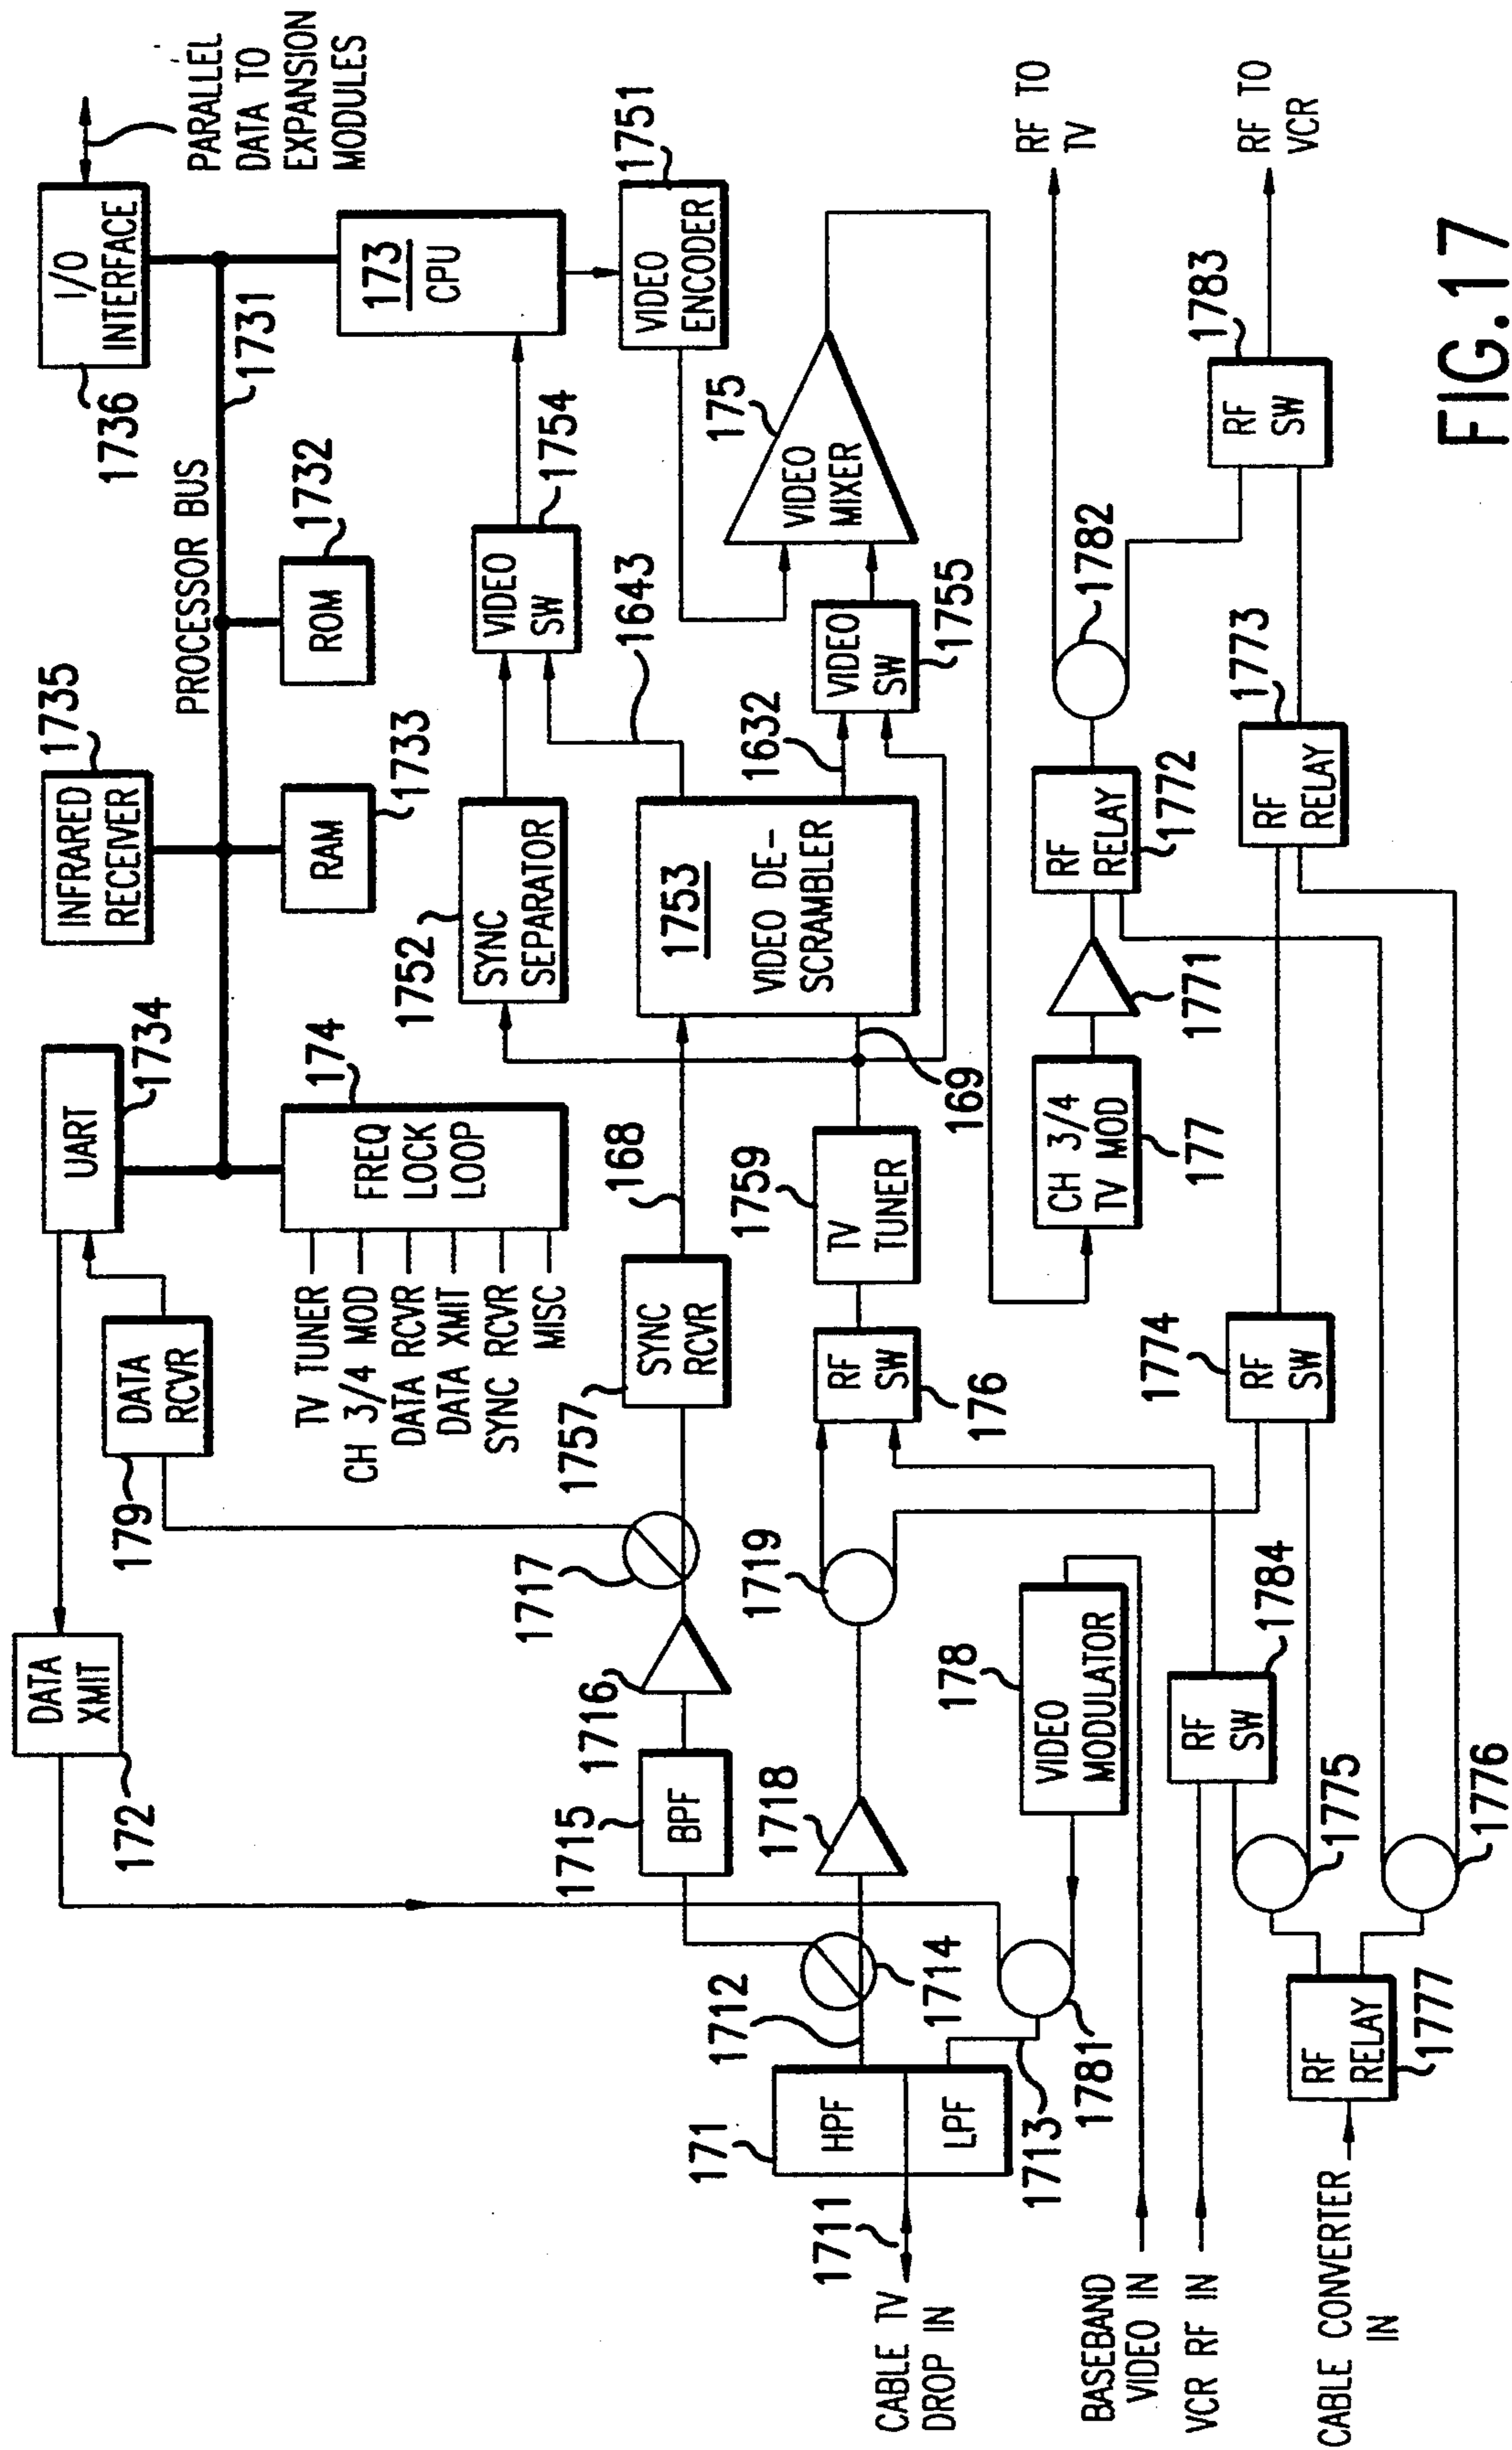 DATA
XMIT
172
UART
1734
INFRARED
RECEIVER
1735
I/O
INTERFACE
1736
PARALLEL
DATA TO
EXPANSION
MODULES
PROCESSOR BUS
1731
DATA
RCVR
179
TV TUNER
CH 3/4 MOD
DATA RCVR
DATA XMIT
SYNC RCVR
MISC
FREQ
LOCK
LOOP
174
RAM
1733
ROM
1732
173
CPU
1752
SYNC
SEPARATOR
VIDEO
SW
1754
1643
VIDEO
ENCODER
1751
1715
BPF
1716
1717
1757
SYNC
RCVR
168
1753
VIDEO DE-
SCRAMBLER
1632
VIDEO
SW
1755
VIDEO
MIXER
175
CABLE TV
DROP IN
1711
171
HPF
LPF
1712
1713
1714
1718
1719
RF
SW
176
1759
TV
TUNER
169
1781
VIDEO
MODULATOR
178
CH 3/4
TV MOD
177
1771
RF
RELAY
1772
1782
RF TO
TV
BASEBAND
VIDEO IN
VCR RF IN
CABLE CONVERTER
IN
RF
SW
1784
RF
SW
1774
RF
RELAY
1773
RF
SW
1783
RF TO
VCR
RF
RELAY
1777
1775
1776
FIG.17